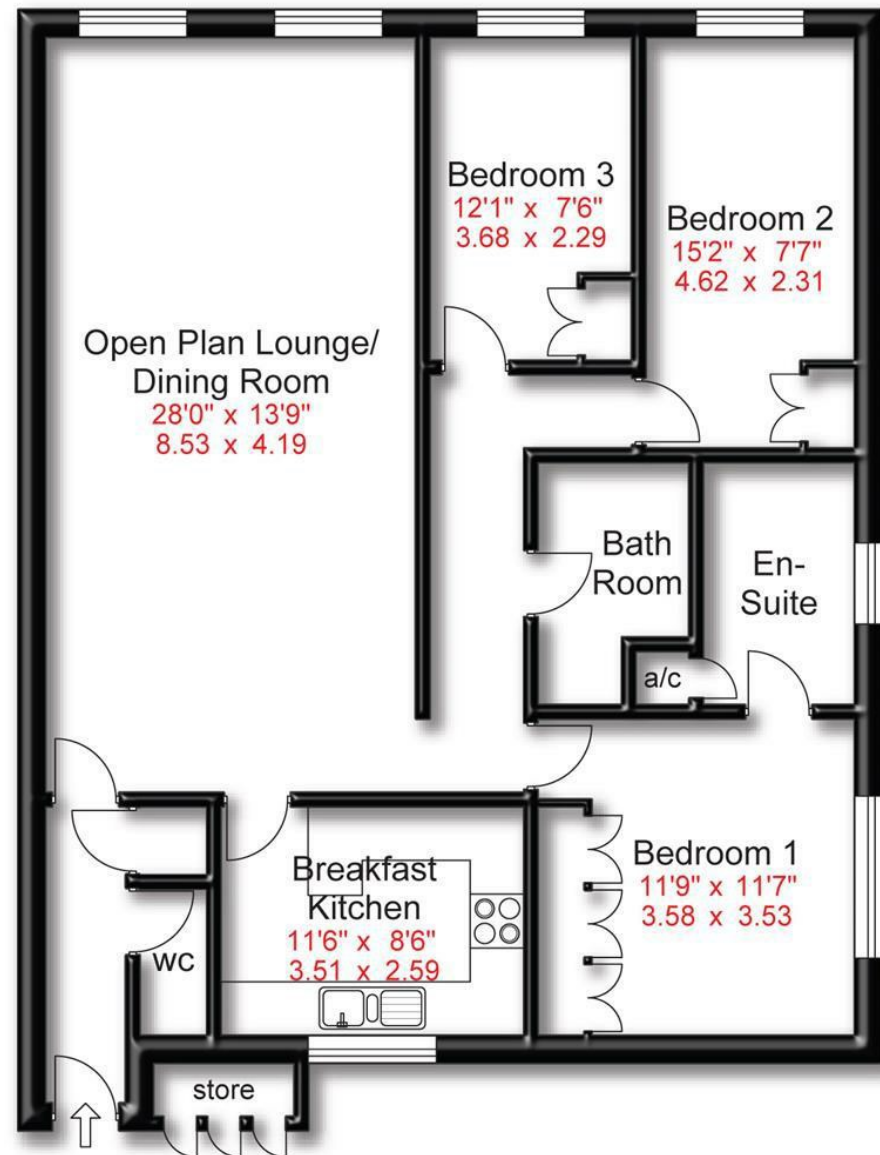 Bedroom 3
12'1" x 7'6"
3.68 x 2.29
Bedroom 2
15'2" x 7'7"
4.62 x 2.31
Open Plan Lounge/
Dining Room
28'0" x 13'9"
8.53 x 4.19
Bath
Room
En-
Suite
a/c
Breakfast
Kitchen
11'6" x 8'6"
3.51 x 2.59
Bedroom 1
11'9" x 11'7"
3.58 x 3.53
wc
store